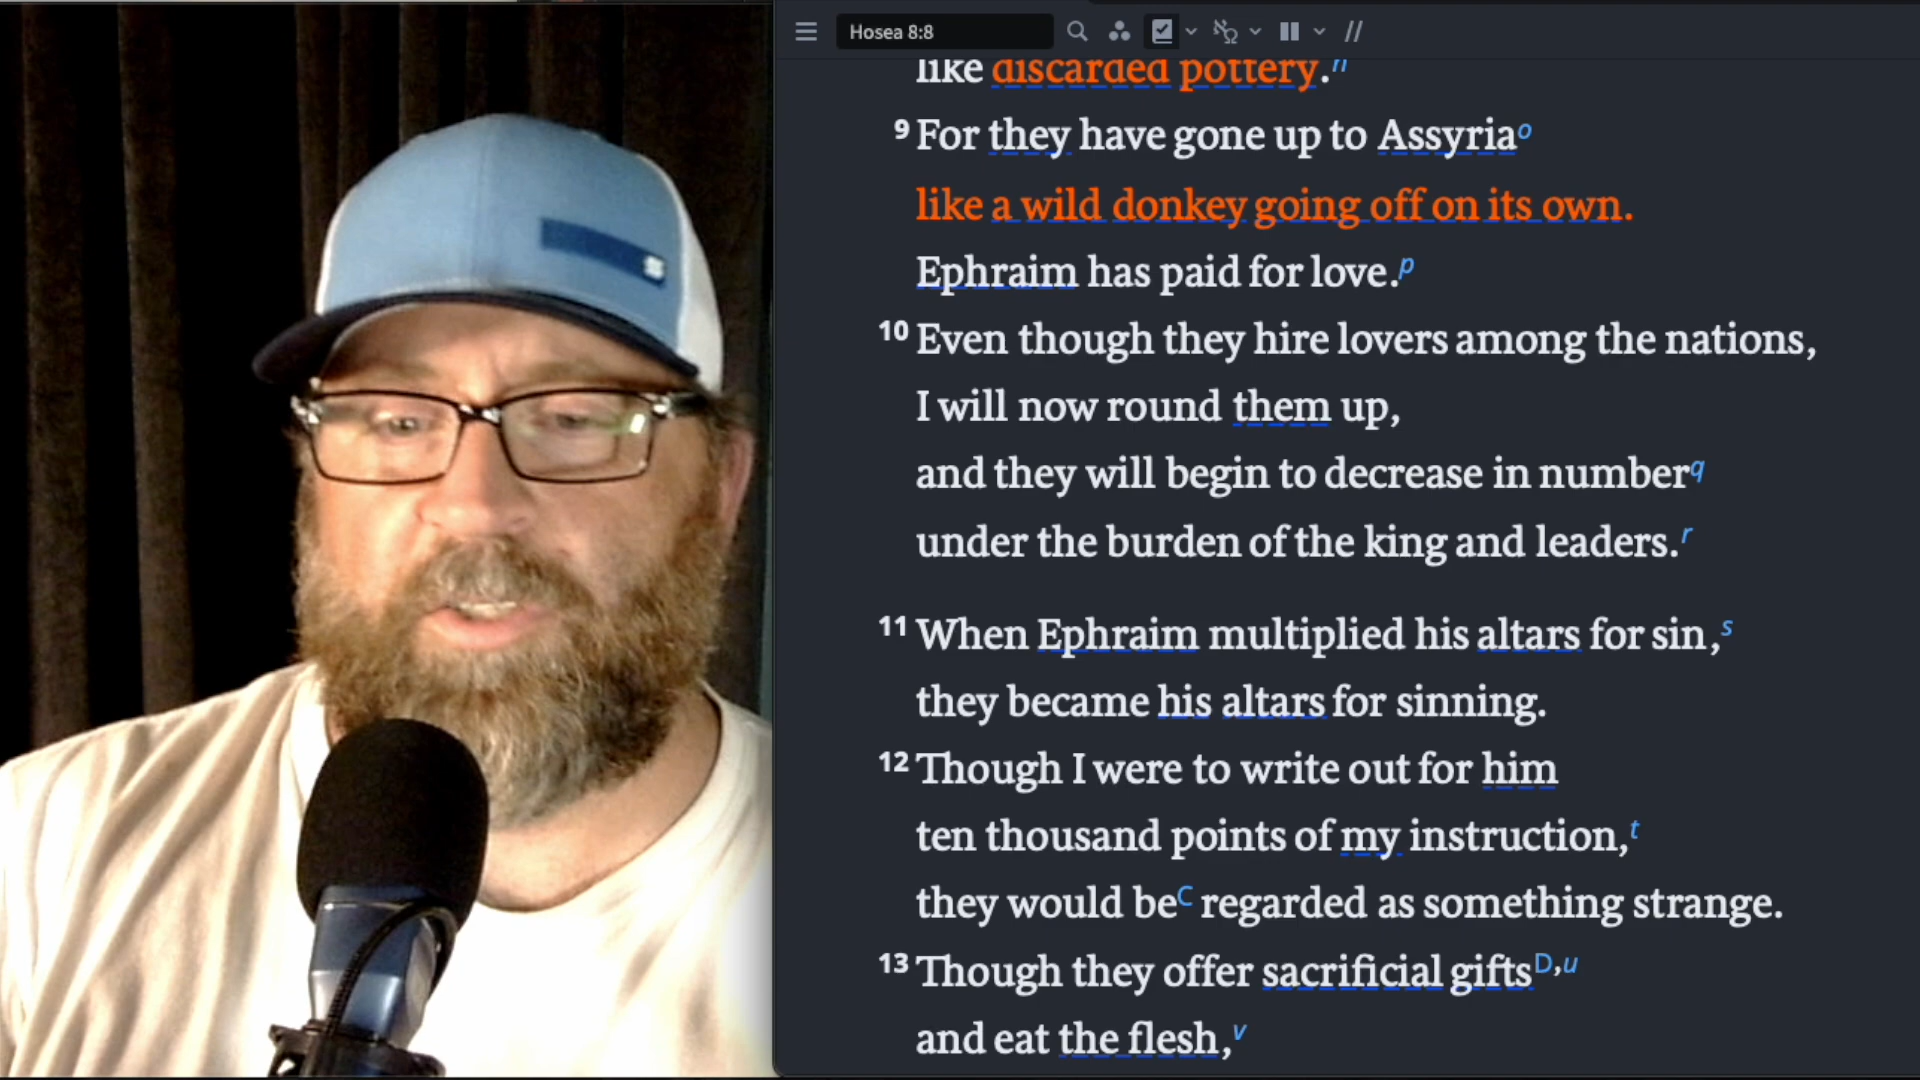 Hosea 8:8
like discarded pottery.n
9 For they have gone up to Assyriao
like a wild donkey going off on its own.
Ephraim has paid for love.p
10 Even though they hire lovers among the nations,
I will now round them up,
and they will begin to decrease in numberq
under the burden of the king and leaders.r
11 When Ephraim multiplied his altars for sin,s
they became his altars for sinning.
12 Though I were to write out for him
ten thousand points of my instruction,t
they would beC regarded as something strange.
13 Though they offer sacrificial giftsD,u
and eat the flesh,v